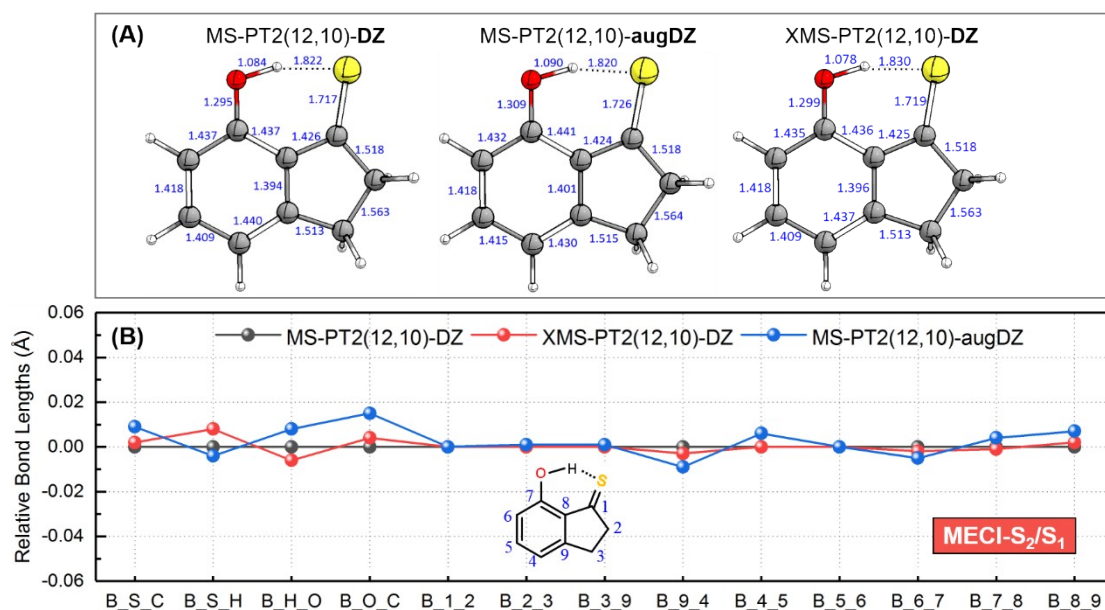 (A)
MS-PT2(12,10)-DZ
MS-PT2(12,10)-augDZ
XMS-PT2(12,10)-DZ
1.084 1.822
1.295 1.717
1.437 1.437 1.426
1.518
1.418 1.394
1.563
1.440
1.409 1.513
1.090 1.820
1.309 1.726
1.432 1.441 1.424
1.518
1.418 1.401
1.564
1.415 1.430 1.515
1.078 1.830
1.299 1.719
1.435 1.436 1.425
1.518
1.418 1.396
1.563
1.437
1.409 1.513
(B)
MS-PT2(12,10)-DZ
XMS-PT2(12,10)-DZ
MS-PT2(12,10)-augDZ
Relative Bond Lengths (Å)
0.06
0.04
0.02
0.00
-0.02
-0.04
-0.06
O H S
7 8 1
6 2
5 9 3
4
MECI-S2/S1
B_S_C B_S_H B_H_O B_O_C B_1_2 B_2_3 B_3_9 B_9_4 B_4_5 B_5_6 B_6_7 B_7_8 B_8_9